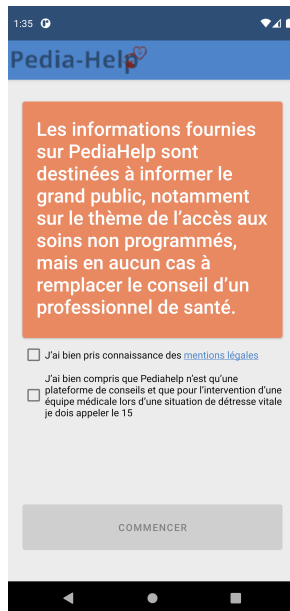 1:35
Pedia-Help
Les informations fournies
sur PediaHelp sont
destinées à informer le
grand public, notamment
sur le thème de l'accès aux
soins non programmés,
mais en aucun cas à
remplacer le conseil d'un
professionnel de santé.
J'ai bien pris connaissance des mentions légales
J'ai bien compris que Pediahelp n'est qu'une
plateforme de conseils et que pour l'intervention d'une
équipe médicale lors d'une situation de détresse vitale
je dois appeler le 15
COMMENCER